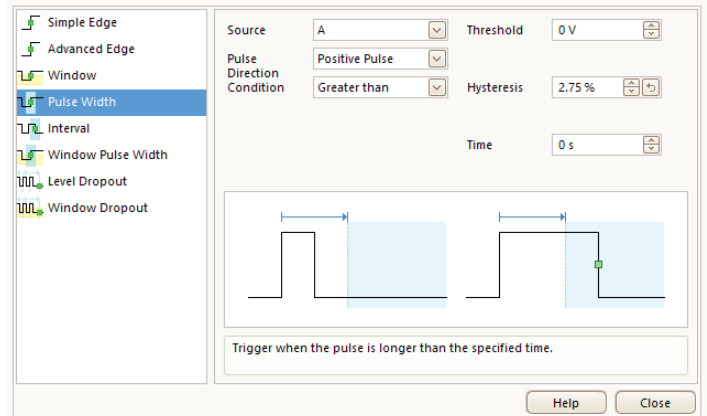 Simple Edge
Advanced Edge
Window
Pulse Width
Interval
Window Pulse Width
Level Dropout
Window Dropout
Source A Threshold 0 V
Pulse Direction Positive Pulse
Condition Greater than Hysteresis 2.75 %
Time 0 s
Trigger when the pulse is longer than the specified time.
Help Close